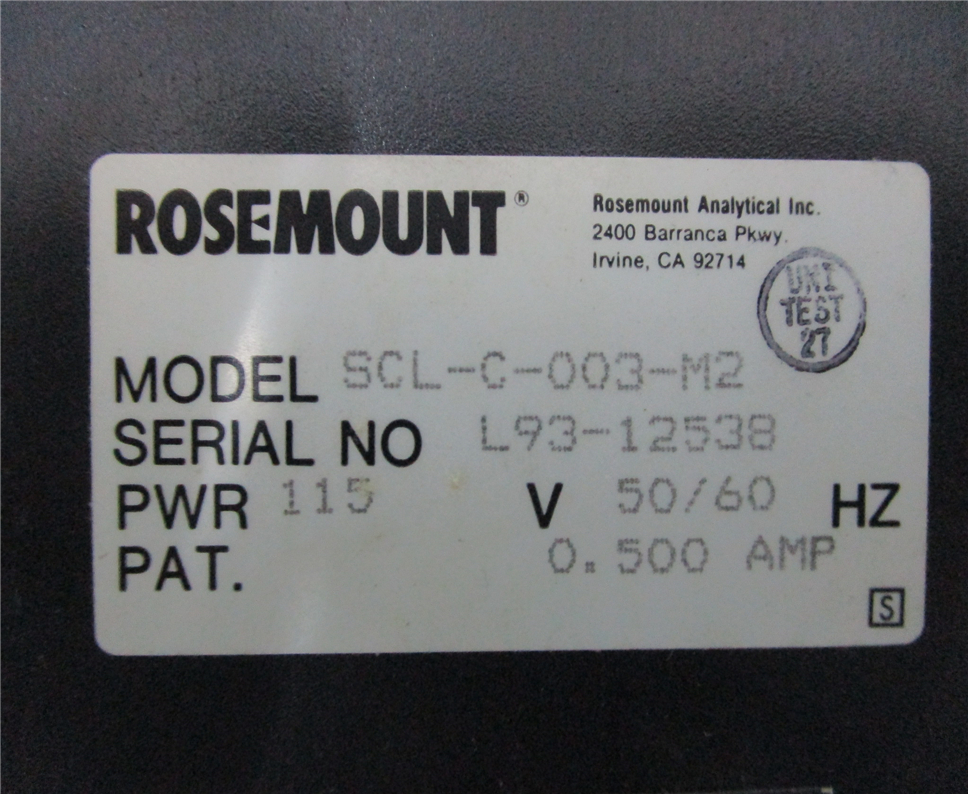 ROSEMOUNT®
Rosemount Analytical Inc.
2400 Barranca Pkwy.
Irvine, CA 92714
UNI
TEST
27
MODEL SCL-C-003-M2
SERIAL NO L93-12538
PWR 115 V 50/60 HZ
PAT. 0.500 AMP
S